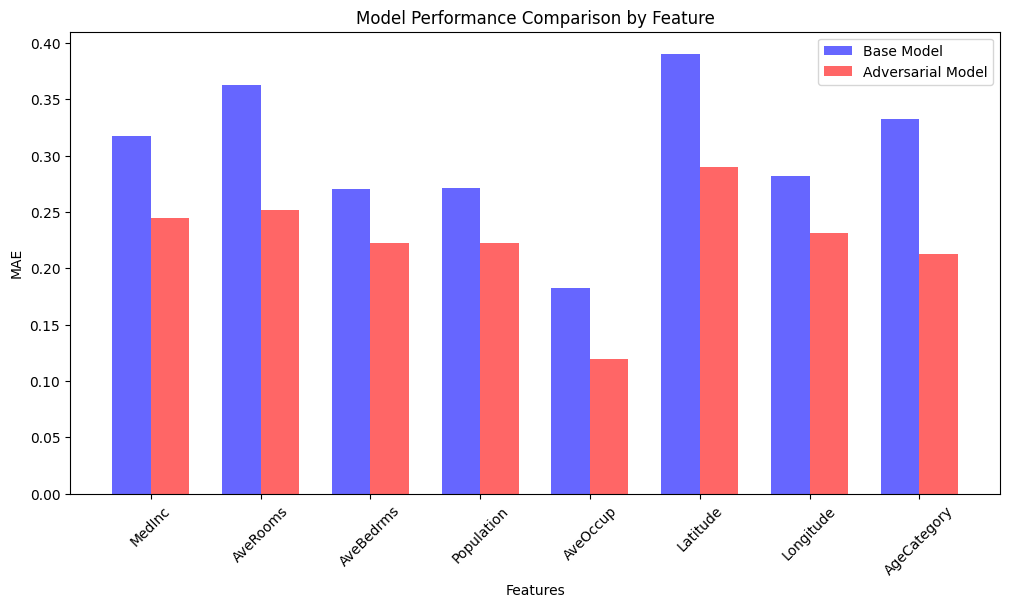 Model Performance Comparison by Feature
Base Model
Adversarial Model
MAE
0.40
0.35
0.30
0.25
0.20
0.15
0.10
0.05
0.00
MedInc
AveRooms
AveBedrms
Population
AveOccup
Latitude
Longitude
AgeCategory
Features